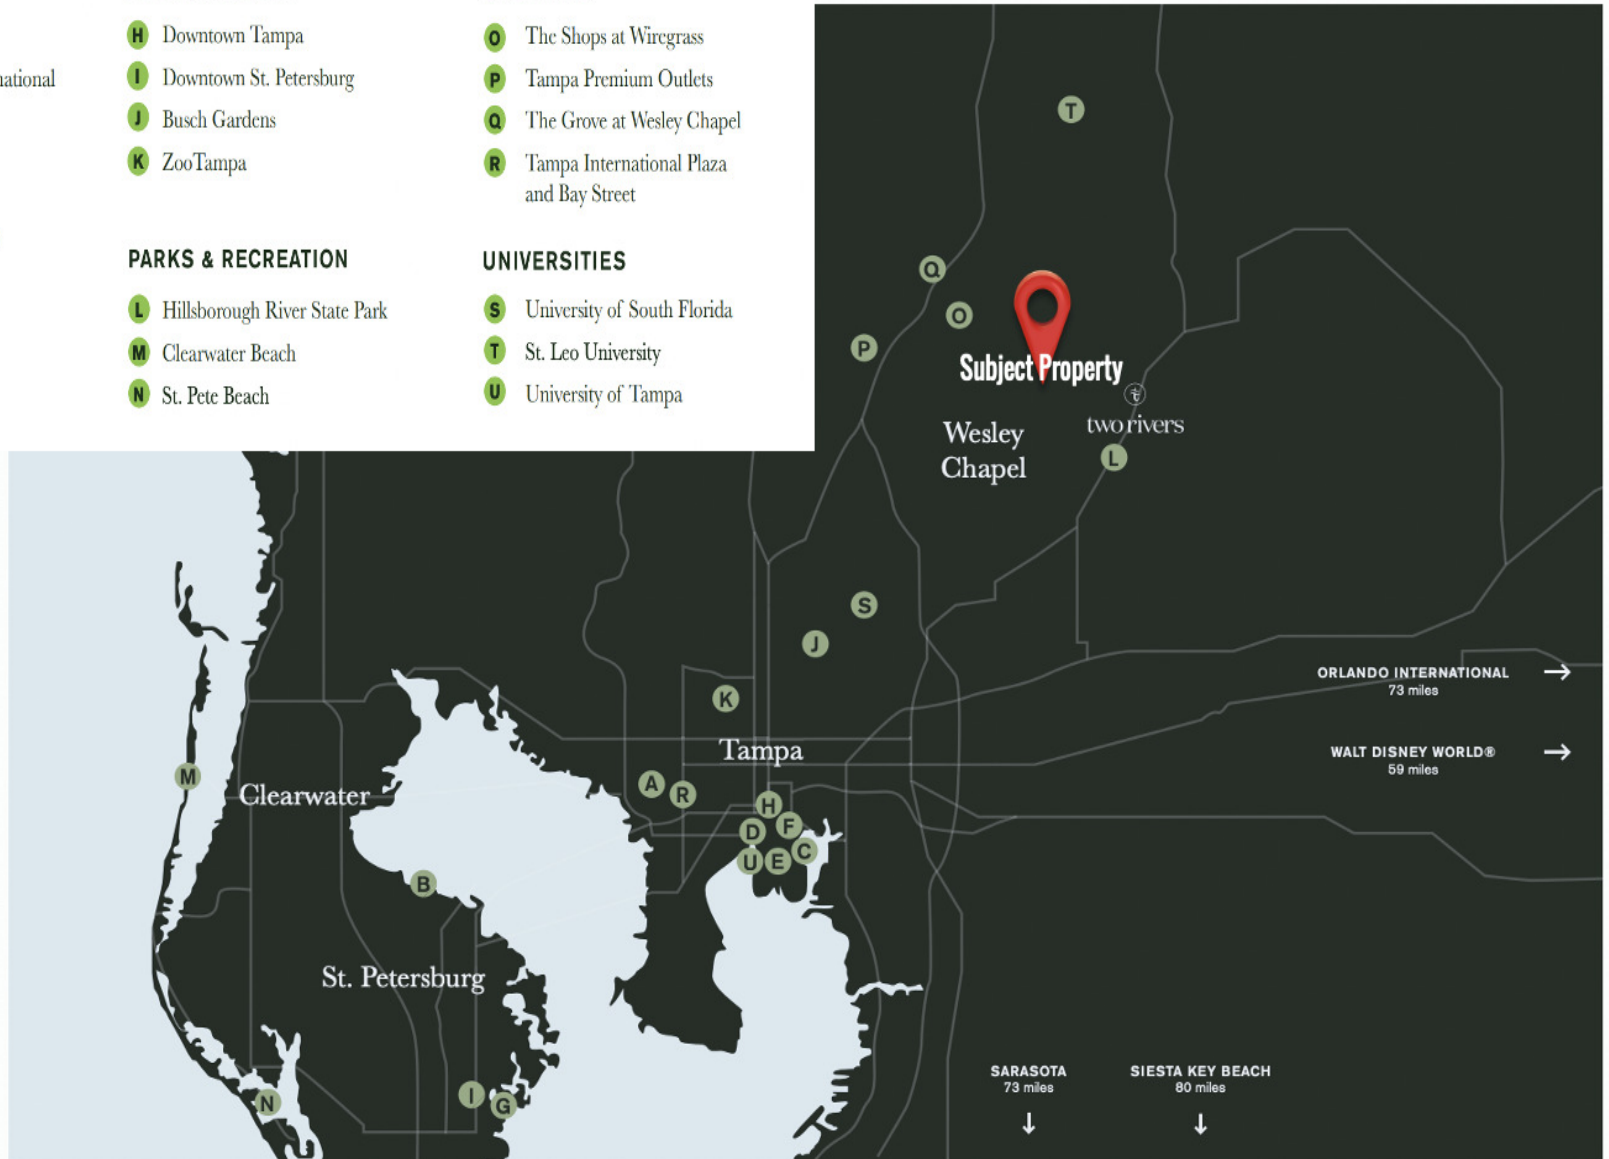 H Downtown Tampa
national
I Downtown St. Petersburg
J Busch Gardens
K ZooTampa
PARKS & RECREATION
L Hillsborough River State Park
M Clearwater Beach
N St. Pete Beach
O The Shops at Wiregrass
P Tampa Premium Outlets
Q The Grove at Wesley Chapel
R Tampa International Plaza
and Bay Street
UNIVERSITIES
S University of South Florida
T St. Leo University
U University of Tampa
T
Q
O
P
Subject Property
two rivers
Wesley
Chapel
L
S
J
K
Tampa
ORLANDO INTERNATIONAL →
73 miles
WALT DISNEY WORLD® →
59 miles
M
Clearwater
A
R
H
D
F
U
E
C
B
St. Petersburg
N
I
G
SARASOTA
73 miles
↓
SIESTA KEY BEACH
80 miles
↓